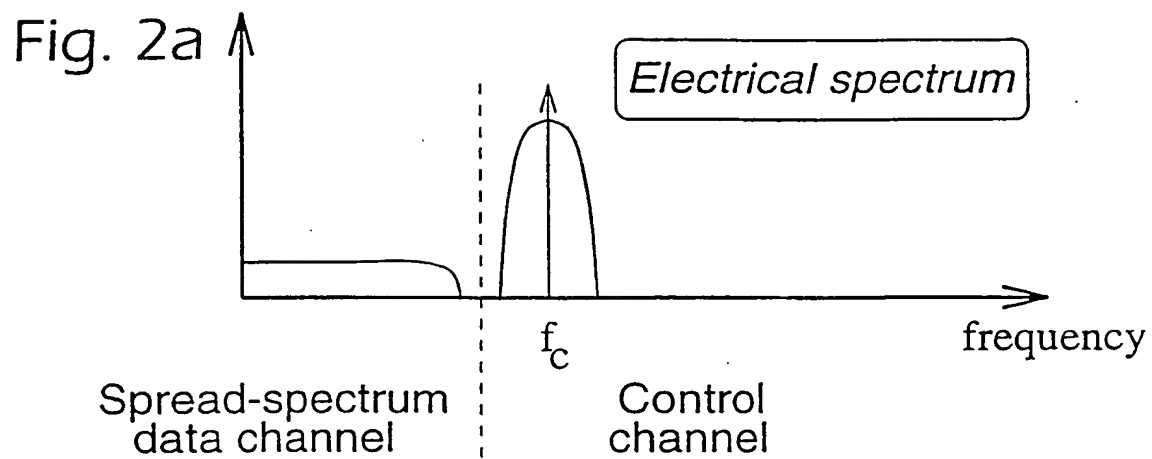 Fig. 2a
Electrical spectrum
f_c
frequency
Spread-spectrum
data channel
Control
channel